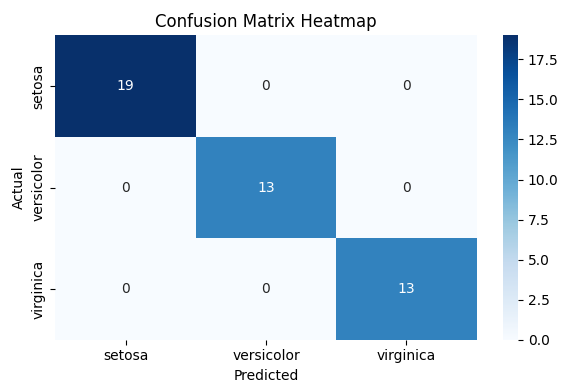 Confusion Matrix Heatmap
Actual
setosa
versicolor
virginica
19 0 0
0 13 0
0 0 13
setosa versicolor virginica
Predicted
17.5
15.0
12.5
10.0
7.5
5.0
2.5
0.0